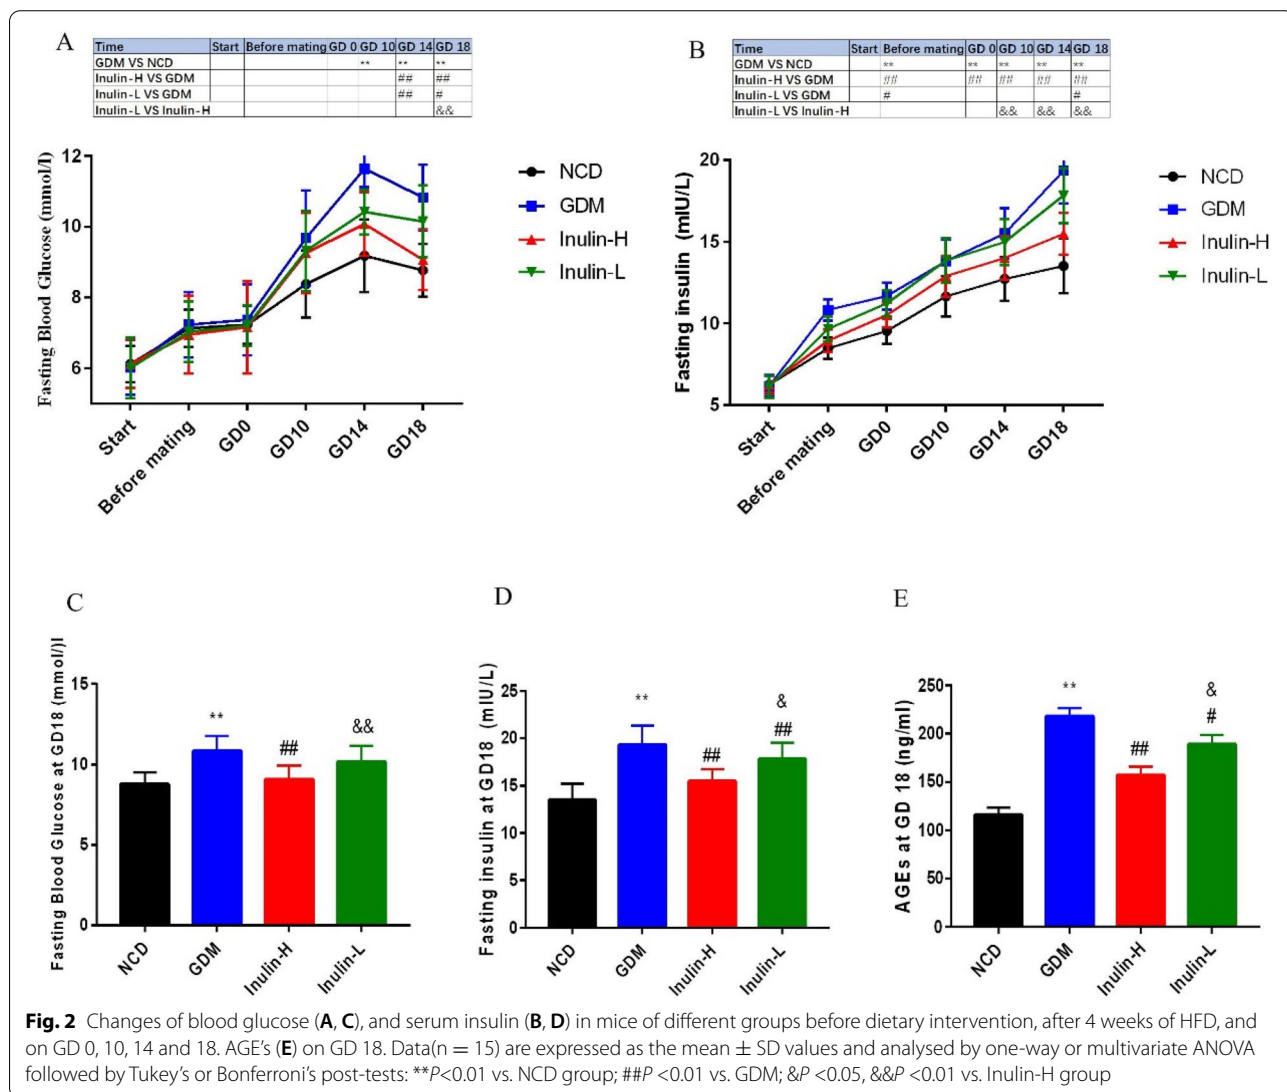 A
Time Start Before mating GD 0 GD 10 GD 14 GD 18
GDM VS NCD ** ** **
Inulin-H VS GDM ## ##
Inulin-L VS GDM ## #
Inulin-L VS Inulin-H &&
Fasting Blood Glucose (mmol/l)
12
10
8
6
Start
Before mating
GD0
GD10
GD14
GD18
NCD
GDM
Inulin-H
Inulin-L
B
Time Start Before mating GD 0 GD 10 GD 14 GD 18
GDM VS NCD ** ** ** ** **
Inulin-H VS GDM ## ## ## ## ##
Inulin-L VS GDM # #
Inulin-L VS Inulin-H && && &&
Fasting insulin (mIU/L)
20
15
10
5
Start
Before mating
GD0
GD10
GD14
GD18
NCD
GDM
Inulin-H
Inulin-L
C
Fasting Blood Glucose at GD18 (mmol/)l
15
10
5
0
**
##
&&
NCD
GDM
Inulin-H
Inulin-L
D
Fasting insulin at GD18 (mIU/L)
25
20
15
10
5
0
**
##
&
##
NCD
GDM
Inulin-H
Inulin-L
E
AGEs at GD 18 (ng/ml)
250
200
150
100
50
0
**
##
&
#
NCD
GDM
Inulin-H
Inulin-L
Fig. 2 Changes of blood glucose (A, C), and serum insulin (B, D) in mice of different groups before dietary intervention, after 4 weeks of HFD, and
on GD 0, 10, 14 and 18. AGE's (E) on GD 18. Data(n = 15) are expressed as the mean ± SD values and analysed by one-way or multivariate ANOVA
followed by Tukey's or Bonferroni's post-tests: **P<0.01 vs. NCD group; ##P <0.01 vs. GDM; &P <0.05, &&P <0.01 vs. Inulin-H group